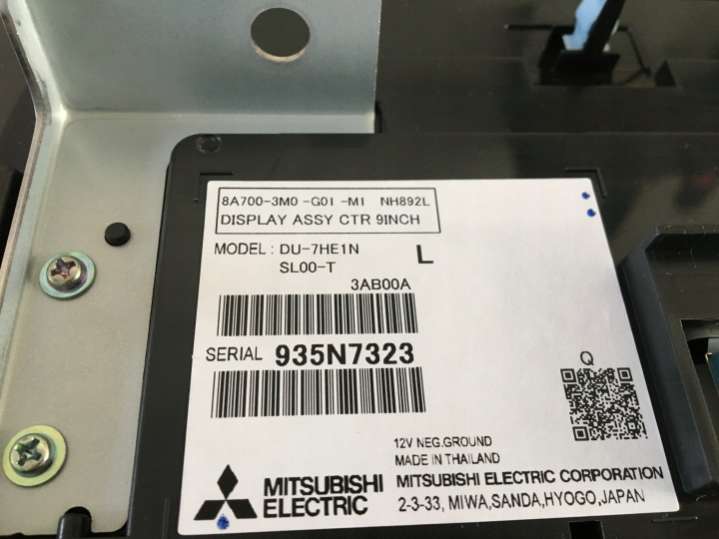 8A700-3M0 -G01 -M1 NH892L
DISPLAY ASSY CTR 9INCH
MODEL : DU-7HE1N L
SL00-T
3AB00A
SERIAL 935N7323
Q
12V NEG.GROUND
MADE IN THAILAND
MITSUBISHI ELECTRIC
MITSUBISHI ELECTRIC CORPORATION
2-3-33, MIWA,SANDA,HYOGO,JAPAN